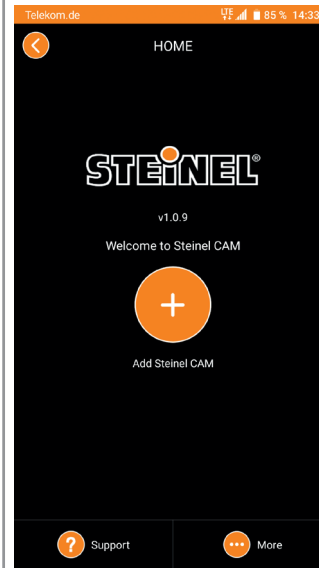 Telekom.de LTE 85 % 14:33
HOME
STEINEL®
v1.0.9
Welcome to Steinel CAM
+
Add Steinel CAM
? Support
More